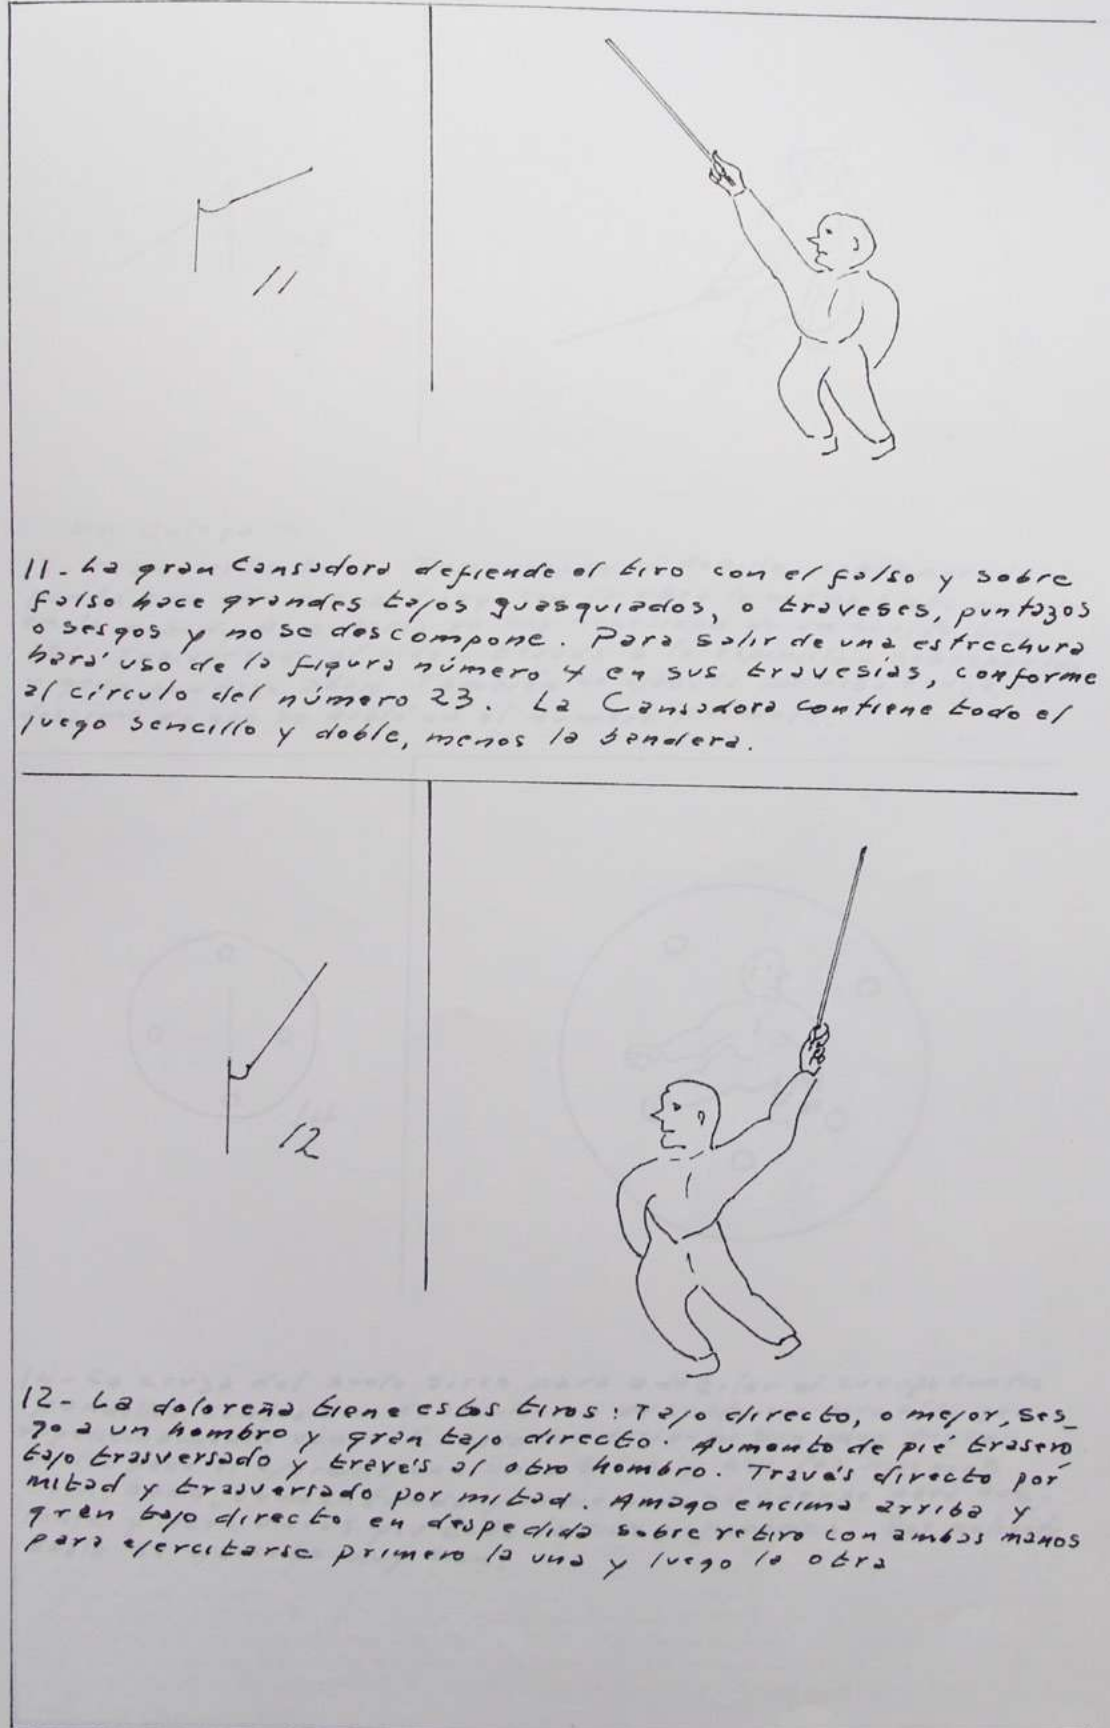 11
11- La gran Cansadora defiende el tiro con el falso y sobre
falso hace grandes tajos guasquiados, o traveses, puntazos
o sesgos y no se descompone. Para salir de una estrechura
hará uso de la figura número 4 en sus travesías, conforme
al círculo del número 23. La Cansadora contiene todo el
juego sencillo y doble, menos la bandera.
12
12- La doloreña tiene estos tiros: Tajo directo, o mejor, ses_
go a un hombro y gran tajo directo. Aumento de pié trasero
tajo trasversado y través al otro hombro. Través directo por
mitad y trasversado por mitad. Amago encima arriba y
gran tajo directo en despedida sobre retiro con ambas manos
para ejercitarse primero la una y luego la otra